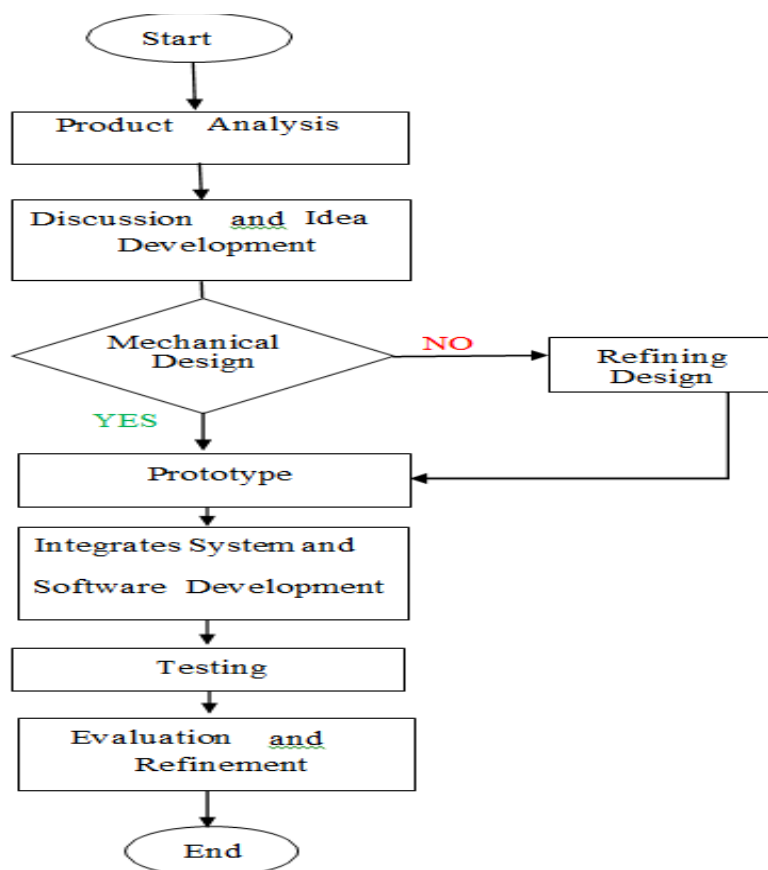 Start
Product Analysis
Discussion and Idea
Development
Mechanical
Design
NO
Refining
Design
YES
Prototype
Integrates System and
Software Development
Testing
Evaluation and
Refinement
End